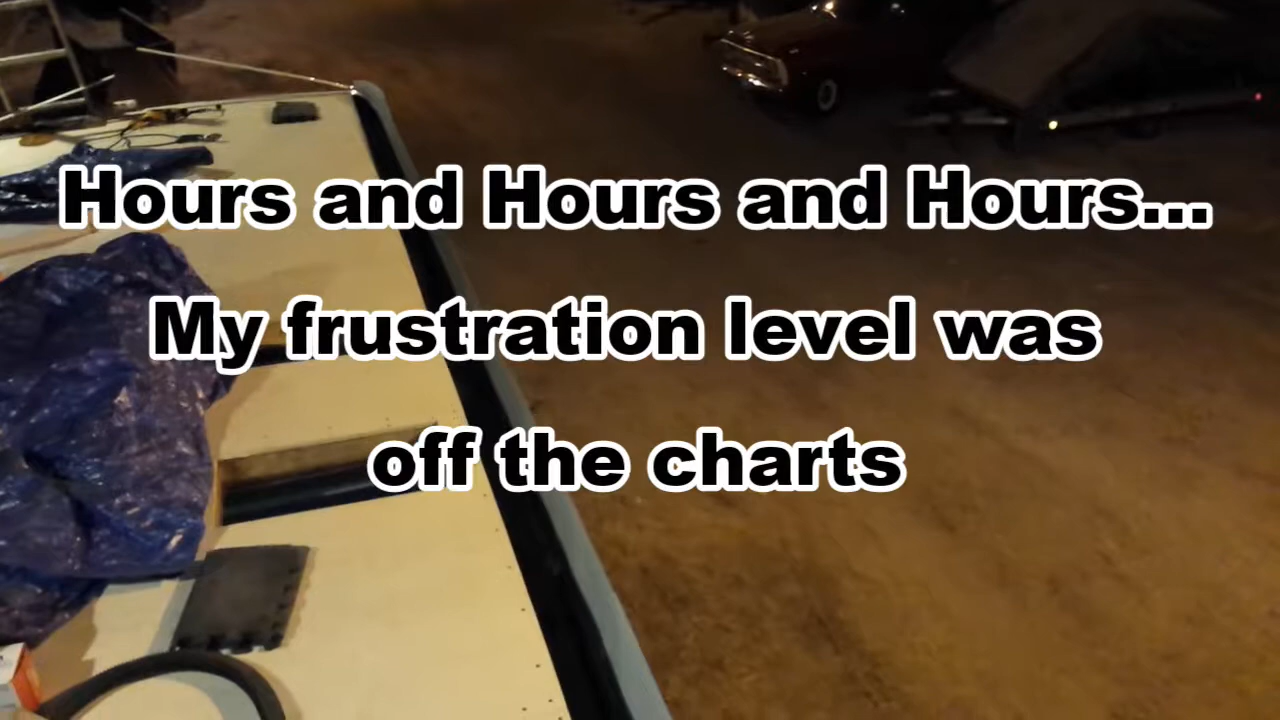 Hours and Hours and Hours...
My frustration level was
off the charts